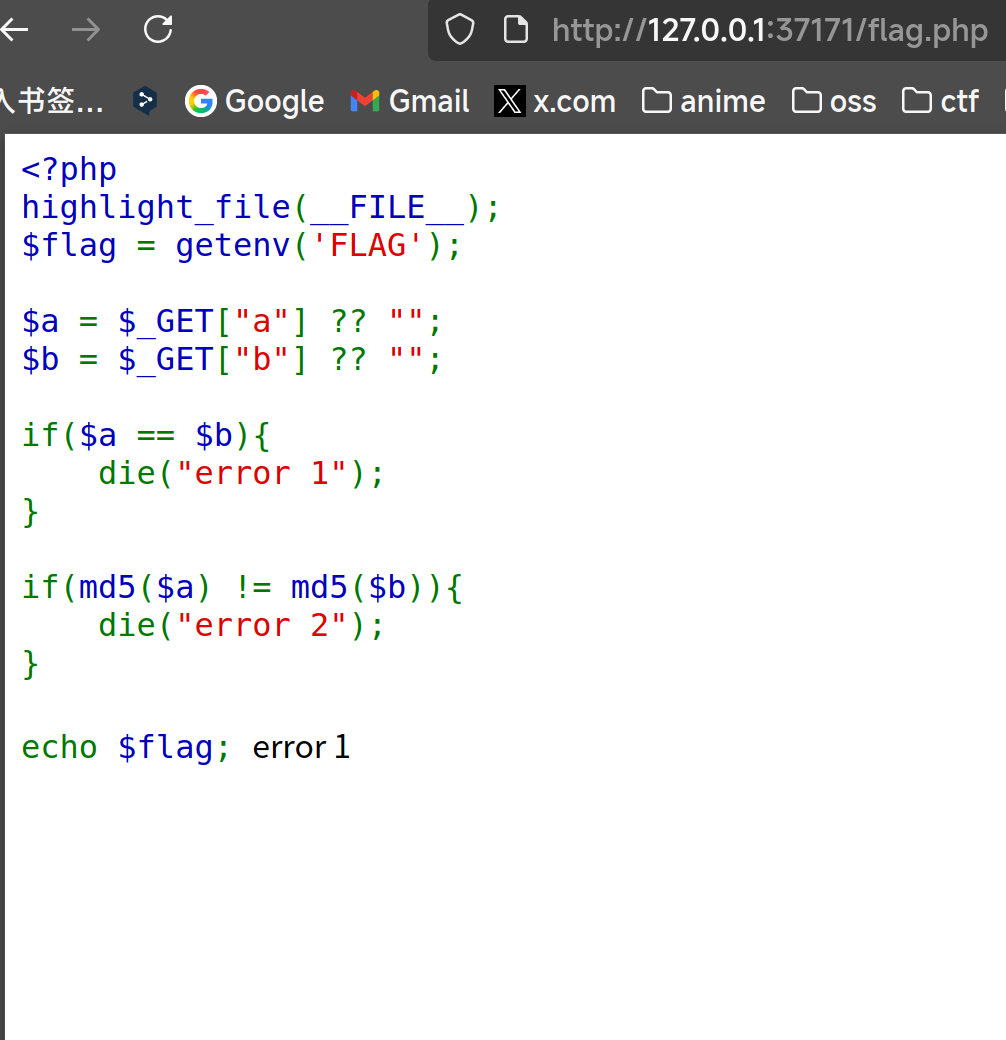 http://127.0.0.1:37171/flag.php
入书签... Google Gmail x.com anime oss ctf
<?php
highlight_file(__FILE__);
$flag = getenv('FLAG');
$a = $_GET["a"] ?? "";
$b = $_GET["b"] ?? "";
if($a == $b){
    die("error 1");
}
if(md5($a) != md5($b)){
    die("error 2");
}
echo $flag; error 1